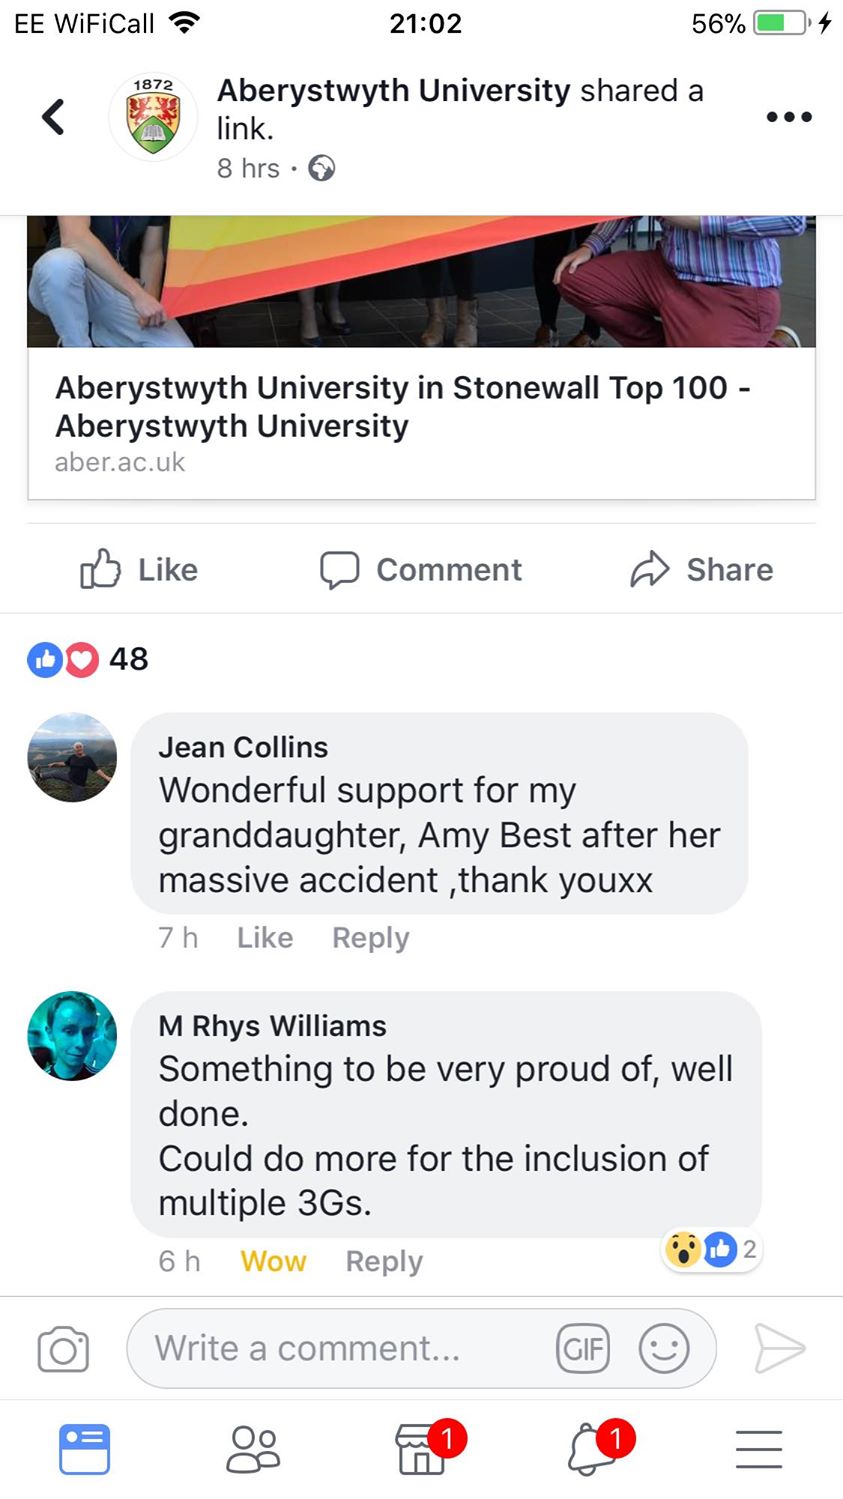 EE WiFiCall 21:02 56%
1872
Aberystwyth University shared a
link.
8 hrs ·
Aberystwyth University in Stonewall Top 100 -
Aberystwyth University
aber.ac.uk
Like Comment Share
48
Jean Collins
Wonderful support for my
granddaughter, Amy Best after her
massive accident ,thank youxx
7 h Like Reply
M Rhys Williams
Something to be very proud of, well
done.
Could do more for the inclusion of
multiple 3Gs.
6 h Wow Reply 2
Write a comment... GIF
1 1